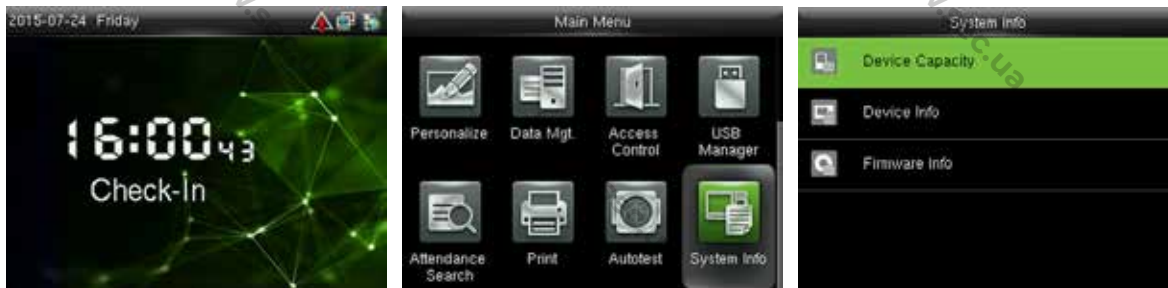 2015-07-24 Friday
16:00 43
Check-In
Main Menu
Personalize
Data Mgt.
Access
Control
USB
Manager
Attendance
Search
Print
Autotest
System Info
System Info
Device Capacity
Device Info
Firmware Info